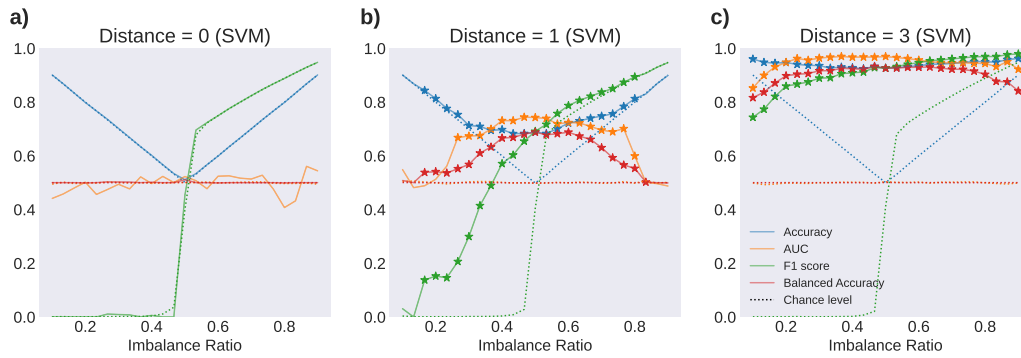 a)
Distance = 0 (SVM)
1.0
0.8
0.6
0.4
0.2
0.0
0.2
0.4
0.6
0.8
Imbalance Ratio
b)
Distance = 1 (SVM)
1.0
0.8
0.6
0.4
0.2
0.0
0.2
0.4
0.6
0.8
Imbalance Ratio
c)
Distance = 3 (SVM)
1.0
0.8
0.6
0.4
0.2
0.0
Accuracy
AUC
F1 score
Balanced Accuracy
Chance level
0.2
0.4
0.6
0.8
Imbalance Ratio